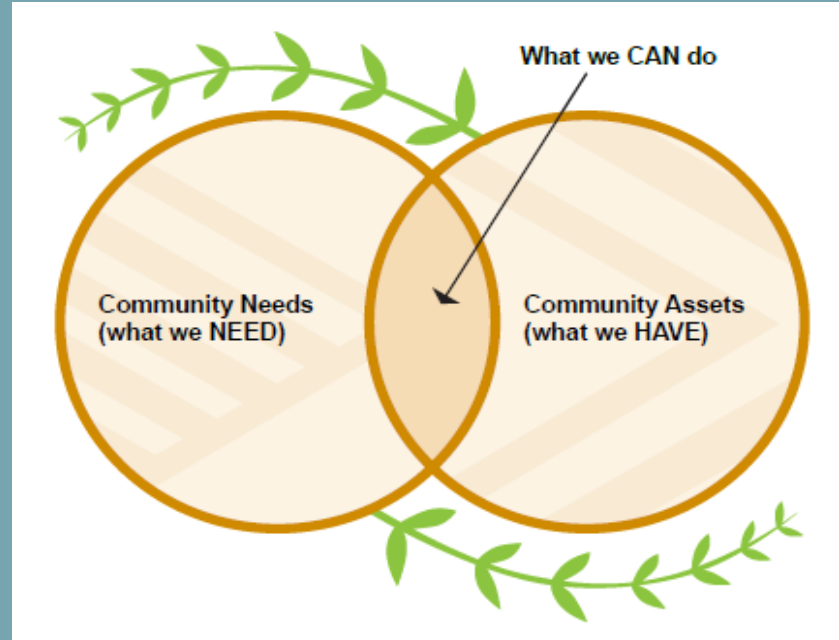 What we CAN do
Community Needs
(what we NEED)
Community Assets
(what we HAVE)